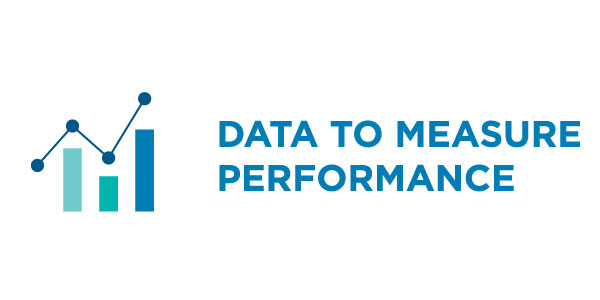 DATA TO MEASURE
PERFORMANCE